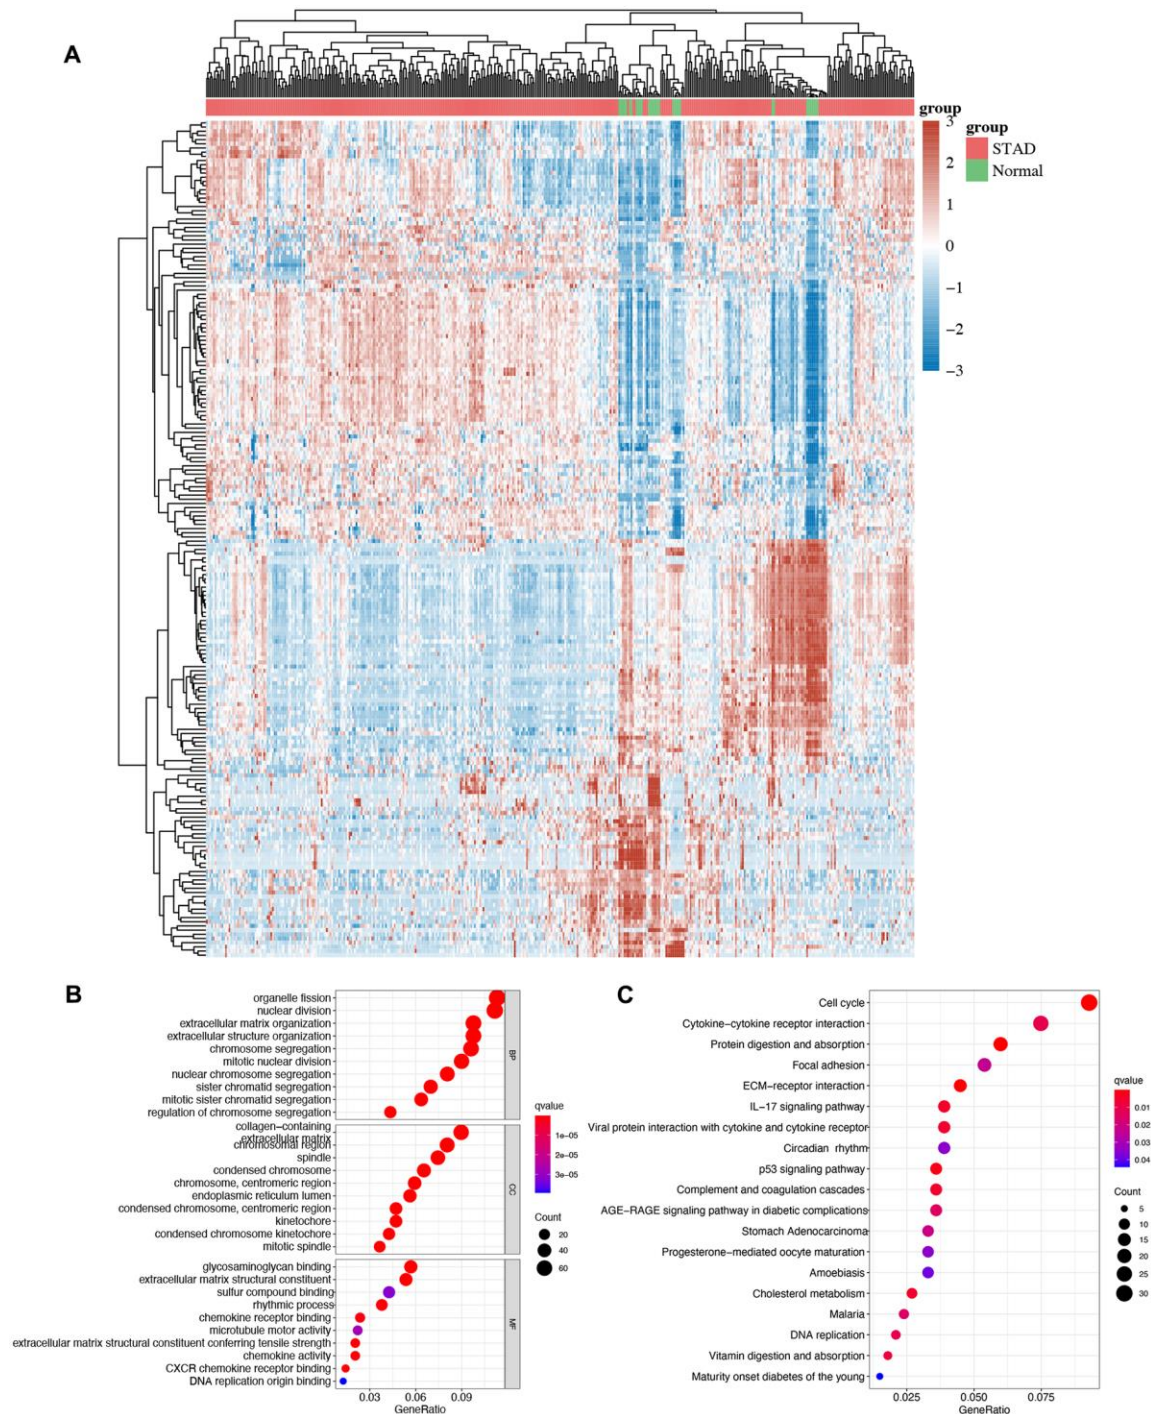 A
group
3
2
1
0
−1
−2
−3
group
STAD
Normal
B
organelle fission
nuclear division
extracellular matrix organization
extracellular structure organization
chromosome segregation
mitotic nuclear division
nuclear chromosome segregation
sister chromatid segregation
mitotic sister chromatid segregation
regulation of chromosome segregation
BP
collagen−containing
extracellular matrix
chromosomal region
spindle
condensed chromosome
chromosome, centromeric region
endoplasmic reticulum lumen
condensed chromosome, centromeric region
kinetochore
condensed chromosome kinetochore
mitotic spindle
CC
glycosaminoglycan binding
extracellular matrix structural constituent
sulfur compound binding
rhythmic process
chemokine receptor binding
microtubule motor activity
extracellular matrix structural constituent conferring tensile strength
chemokine activity
CXCR chemokine receptor binding
DNA replication origin binding
MF
0.03 0.06 0.09
GeneRatio
qvalue
1e−05
2e−05
3e−05
Count
20
40
60
C
Cell cycle
Cytokine−cytokine receptor interaction
Protein digestion and absorption
Focal adhesion
ECM−receptor interaction
IL−17 signaling pathway
Viral protein interaction with cytokine and cytokine receptor
Circadian rhythm
p53 signaling pathway
Complement and coagulation cascades
AGE−RAGE signaling pathway in diabetic complications
Stomach Adenocarcinoma
Progesterone−mediated oocyte maturation
Amoebiasis
Cholesterol metabolism
Malaria
DNA replication
Vitamin digestion and absorption
Maturity onset diabetes of the young
0.025 0.050 0.075
GeneRatio
qvalue
0.01
0.02
0.03
0.04
Count
5
10
15
20
25
30